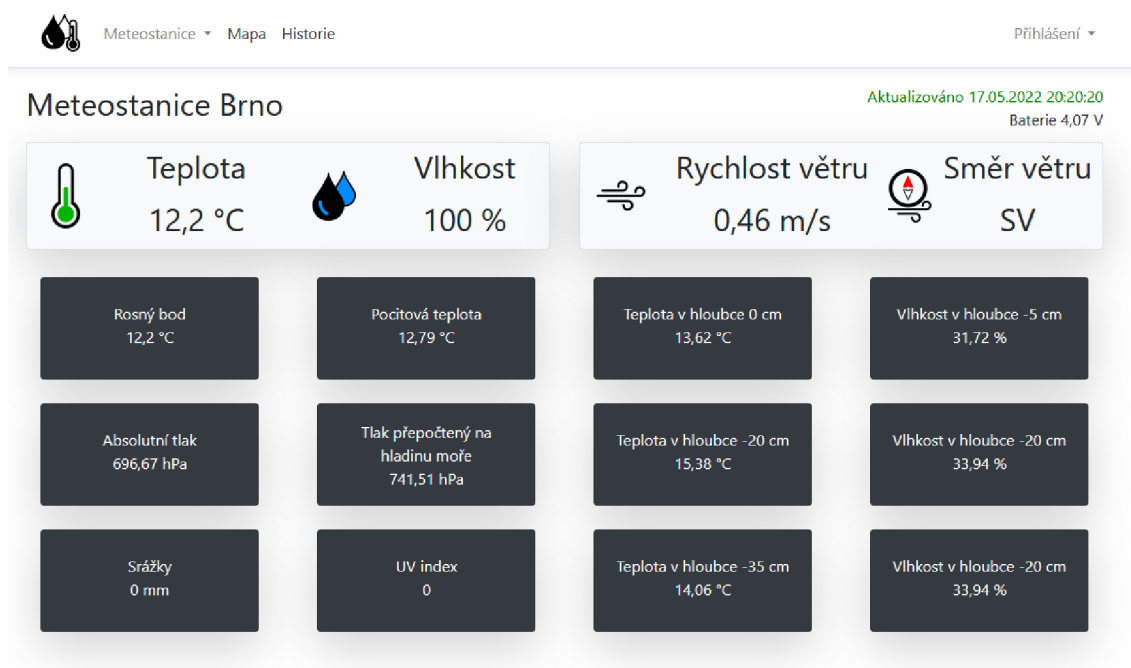 Meteostanice Mapa Historie Přihlášení
Aktualizováno 17.05.2022 20:20:20
Meteostanice Brno
Baterie 4,07 V
Teplota Vlhkost Rychlost větru Směr větru
12,2 °C 100 % 0,46 m/s SV
Rosný bod
12,2 °C
Pocitová teplota
12,79 °C
Teplota v hloubce 0 cm
13,62 °C
Vlhkost v hloubce -5 cm
31,72 %
Absolutní tlak
696,67 hPa
Tlak přepočtený na
hladinu moře
741,51 hPa
Teplota v hloubce -20 cm
15,38 °C
Vlhkost v hloubce -20 cm
33,94 %
Srážky
0 mm
UV index
0
Teplota v hloubce -35 cm
14,06 °C
Vlhkost v hloubce -20 cm
33,94 %